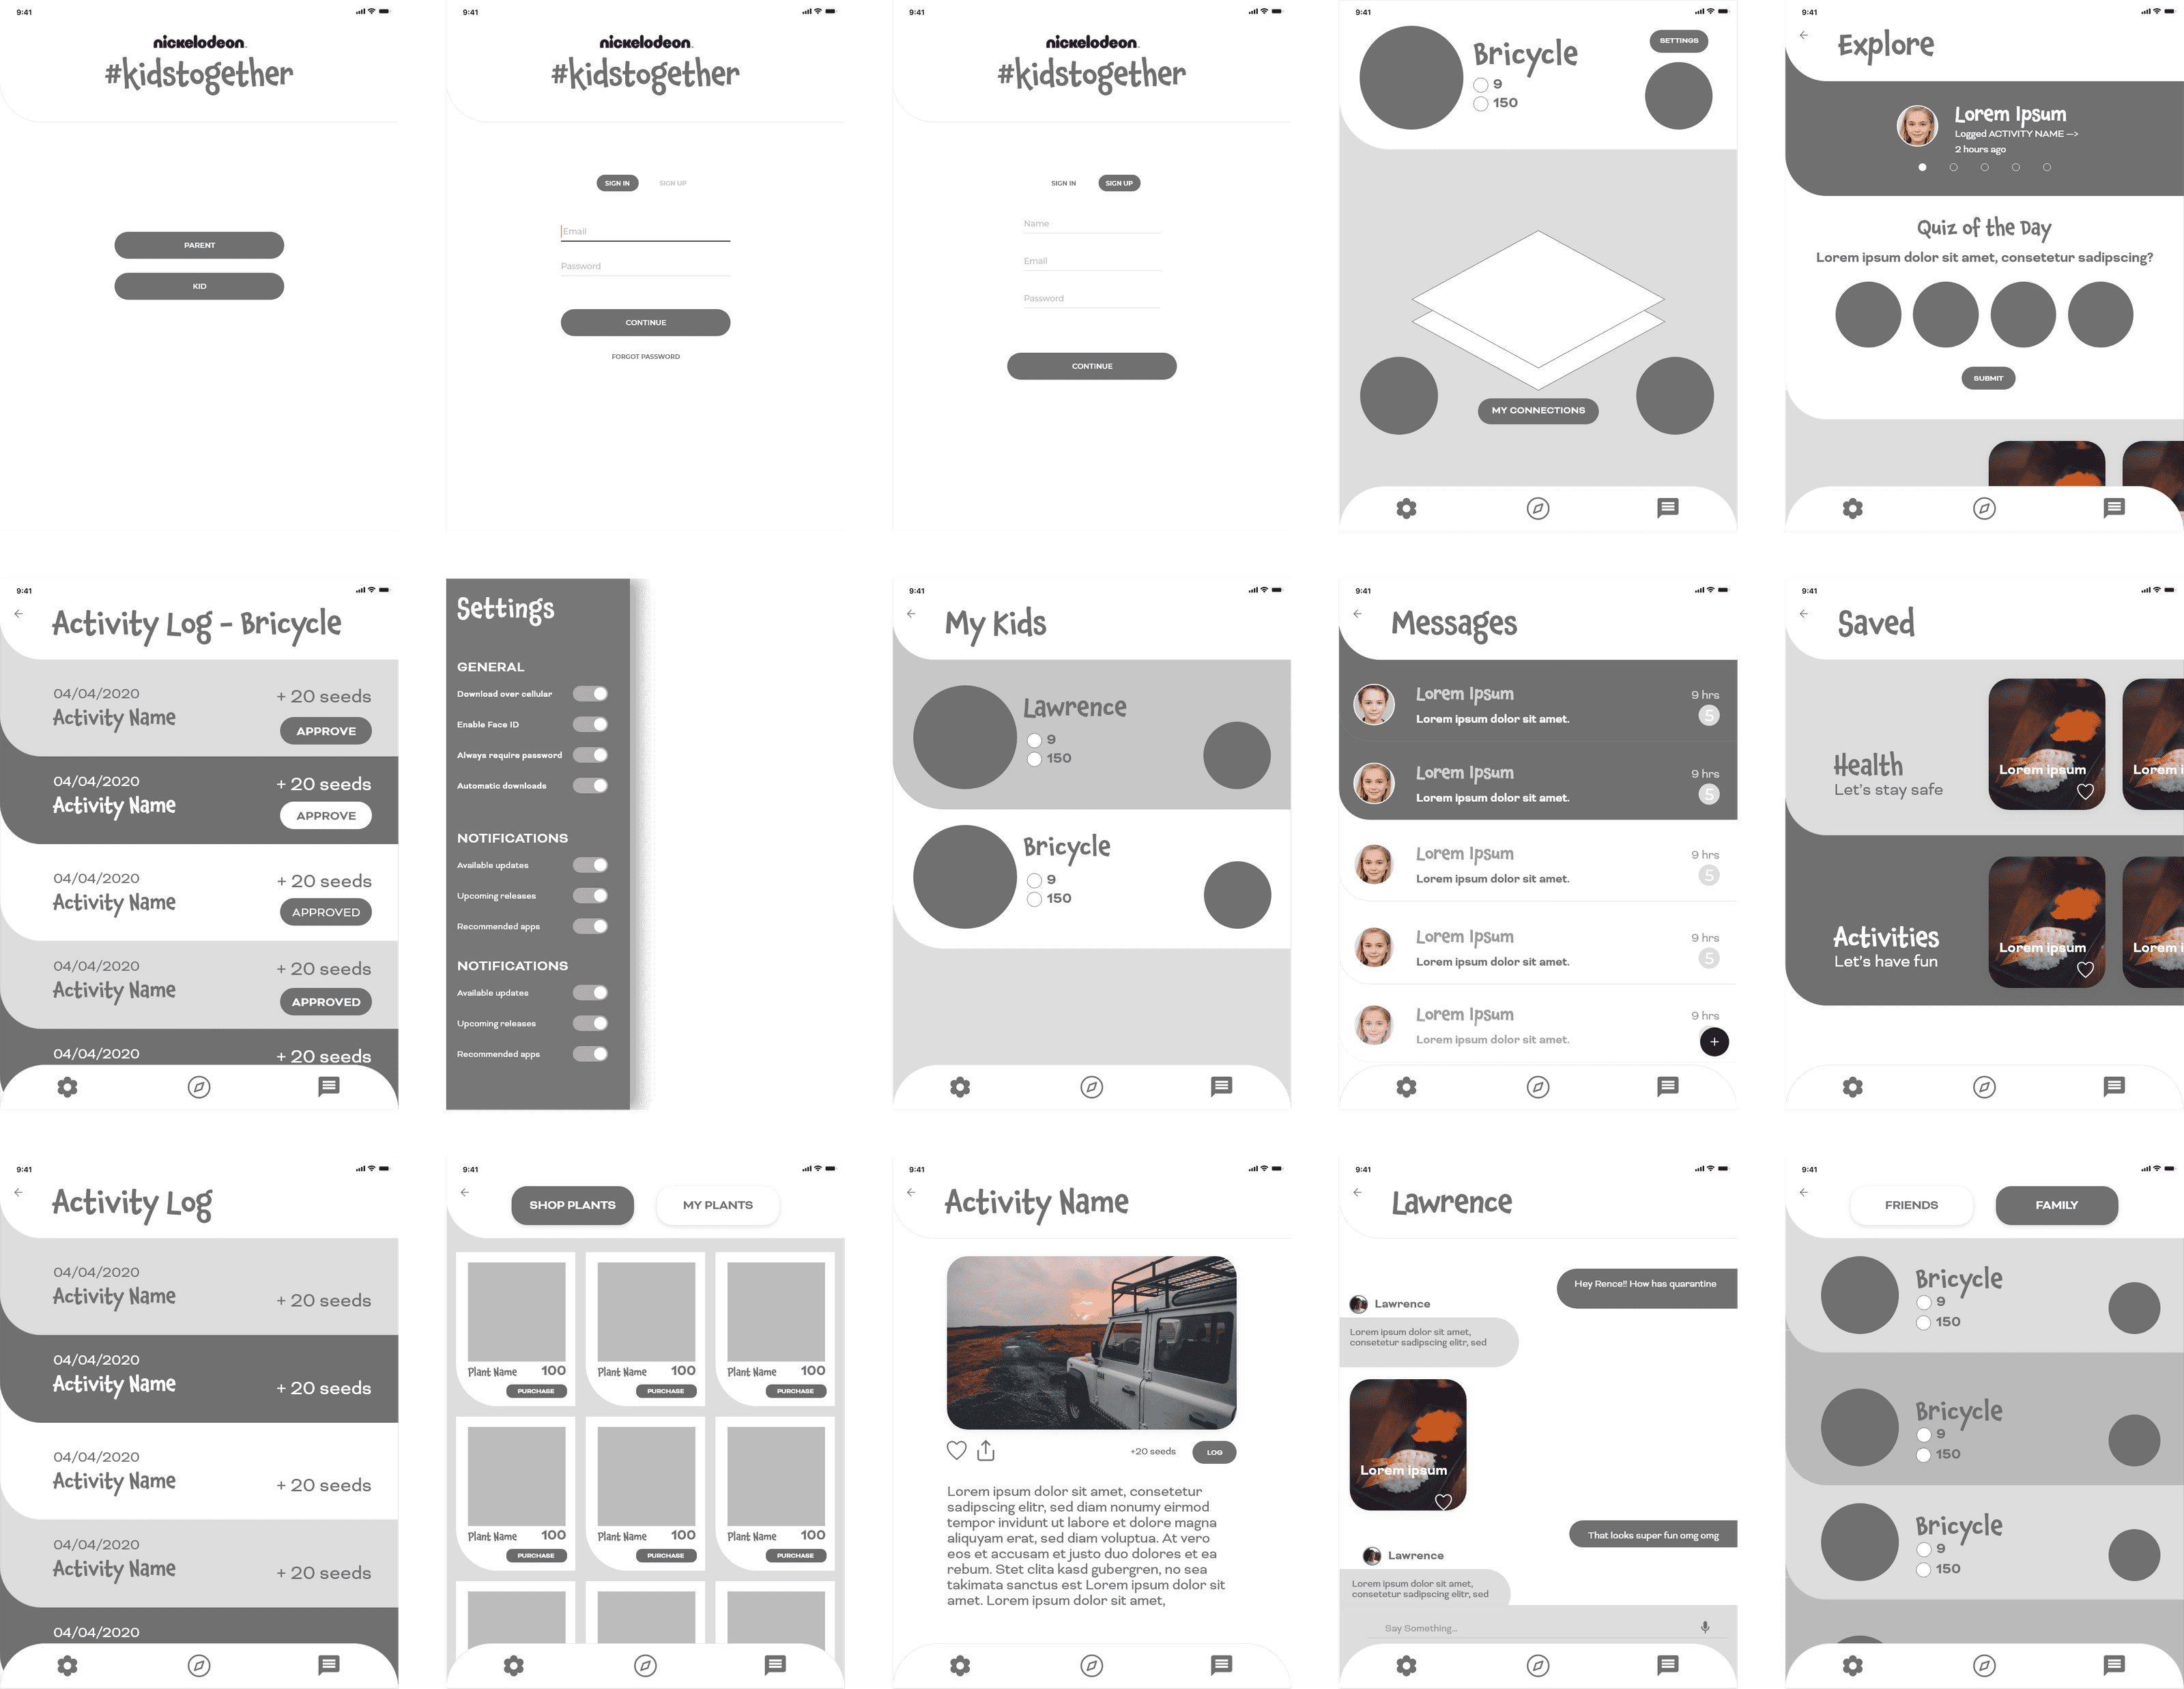 9:41
nickelodeon
#kidstogether
PARENT
KID
9:41
nickelodeon
#kidstogether
SIGN IN SIGN UP
Email
Password
CONTINUE
FORGOT PASSWORD
9:41
nickelodeon
#kidstogether
SIGN IN SIGN UP
Name
Email
Password
CONTINUE
9:41
Bricycle
9
150
SETTINGS
MY CONNECTIONS
9:41
Explore
Lorem Ipsum
Logged ACTIVITY NAME -->
2 hours ago
Quiz of the Day
Lorem ipsum dolor sit amet, consetetur sadipscing?
SUBMIT
9:41
Activity Log - Bricycle
04/04/2020
Activity Name
+ 20 seeds
APPROVE
04/04/2020
Activity Name
+ 20 seeds
APPROVE
04/04/2020
Activity Name
+ 20 seeds
APPROVED
04/04/2020
Activity Name
+ 20 seeds
APPROVED
04/04/2020
+ 20 seeds
Settings
GENERAL
Download over cellular
Enable Face ID
Always require password
Automatic downloads
NOTIFICATIONS
Available updates
Upcoming releases
Recommended apps
NOTIFICATIONS
Available updates
Upcoming releases
Recommended apps
9:41
My Kids
Lawrence
9
150
Bricycle
9
150
9:41
Messages
Lorem Ipsum
Lorem ipsum dolor sit amet.
9 hrs
5
Lorem Ipsum
Lorem ipsum dolor sit amet.
9 hrs
5
Lorem Ipsum
Lorem ipsum dolor sit amet.
9 hrs
5
Lorem Ipsum
Lorem ipsum dolor sit amet.
9 hrs
5
Lorem Ipsum
Lorem ipsum dolor sit amet.
9 hrs
+
9:41
Saved
Health
Let's stay safe
Lorem ipsum
Lorem i
Activities
Let's have fun
Lorem ipsum
Lorem i
9:41
Activity Log
04/04/2020
Activity Name
+ 20 seeds
04/04/2020
Activity Name
+ 20 seeds
04/04/2020
Activity Name
+ 20 seeds
04/04/2020
Activity Name
+ 20 seeds
04/04/2020
9:41
SHOP PLANTS MY PLANTS
Plant Name 100
PURCHASE
Plant Name 100
PURCHASE
Plant Name 100
PURCHASE
Plant Name 100
PURCHASE
Plant Name 100
PURCHASE
Plant Name 100
PURCHASE
9:41
Activity Name
+20 seeds
LOG
Lorem ipsum dolor sit amet, consetetur
sadipscing elitr, sed diam nonumy eirmod
tempor invidunt ut labore et dolore magna
aliquyam erat, sed diam voluptua. At vero
eos et accusam et justo duo dolores et ea
rebum. Stet clita kasd gubergren, no sea
takimata sanctus est Lorem ipsum dolor sit
amet. Lorem ipsum dolor sit amet,
9:41
Lawrence
Hey Rence!! How has quarantine
Lawrence
Lorem ipsum dolor sit amet,
consetetur sadipscing elitr, sed
Lorem ipsum
That looks super fun omg omg
Lawrence
Lorem ipsum dolor sit amet,
consetetur sadipscing elitr, sed
Say Something...
9:41
FRIENDS FAMILY
Bricycle
9
150
Bricycle
9
150
Bricycle
9
150